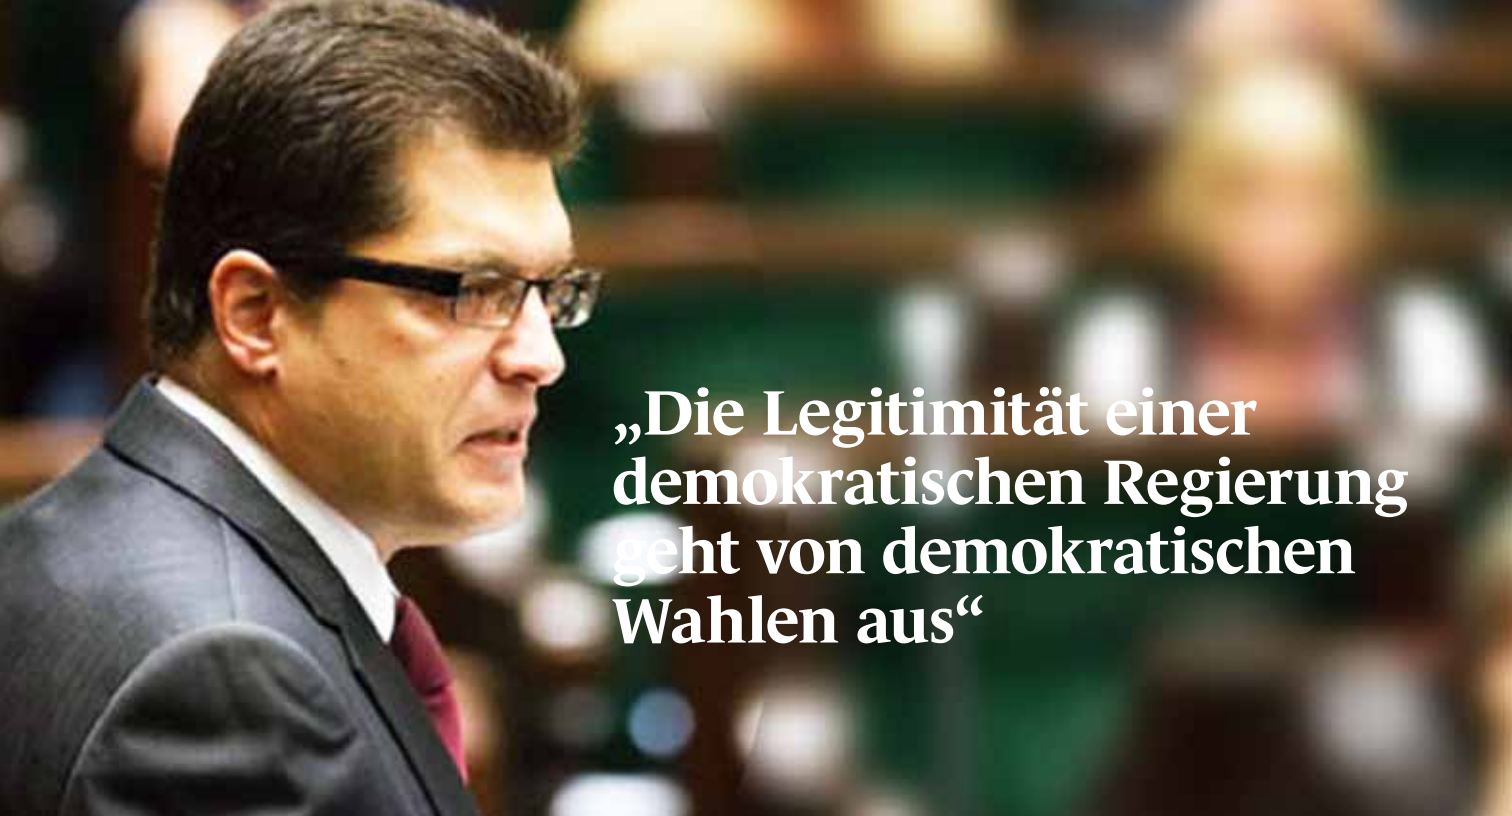 „Die Legitimität einer
demokratischen Regierung
geht von demokratischen
Wahlen aus“